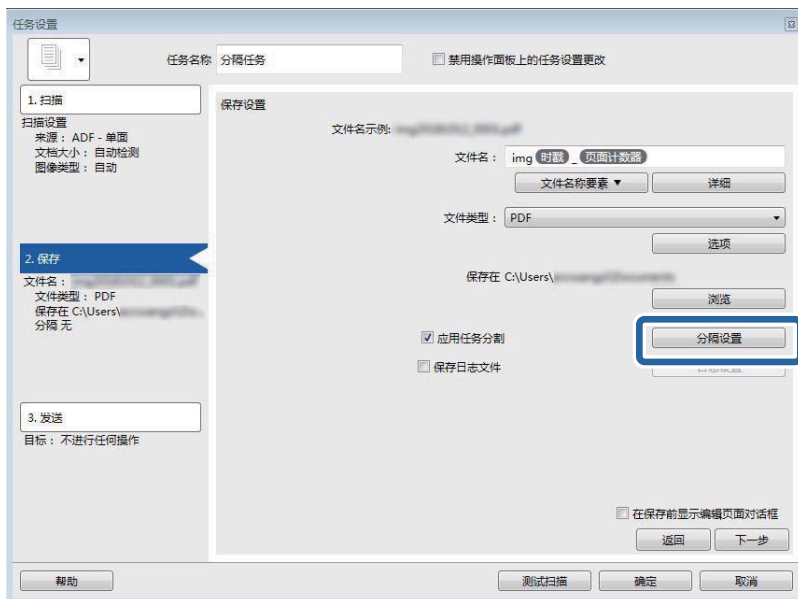 任务设置
任务名称 分隔任务 禁用操作面板上的任务设置更改
1. 扫描
扫描设置
来源： ADF - 单面
文档大小： 自动检测
图像类型： 自动
2. 保存
文件名：
文件类型： PDF
保存在 C:\Users\
分隔 无
3. 发送
目标： 不进行任何操作
保存设置
文件名示例:
文件名： img 时戳 _ 页面计数器
文件名称要素 ▼ 详细
文件类型： PDF
选项
保存在 C:\Users\
浏览
应用任务分割 分隔设置
保存日志文件
在保存前显示编辑页面对话框
返回 下一步
帮助 测试扫描 确定 取消